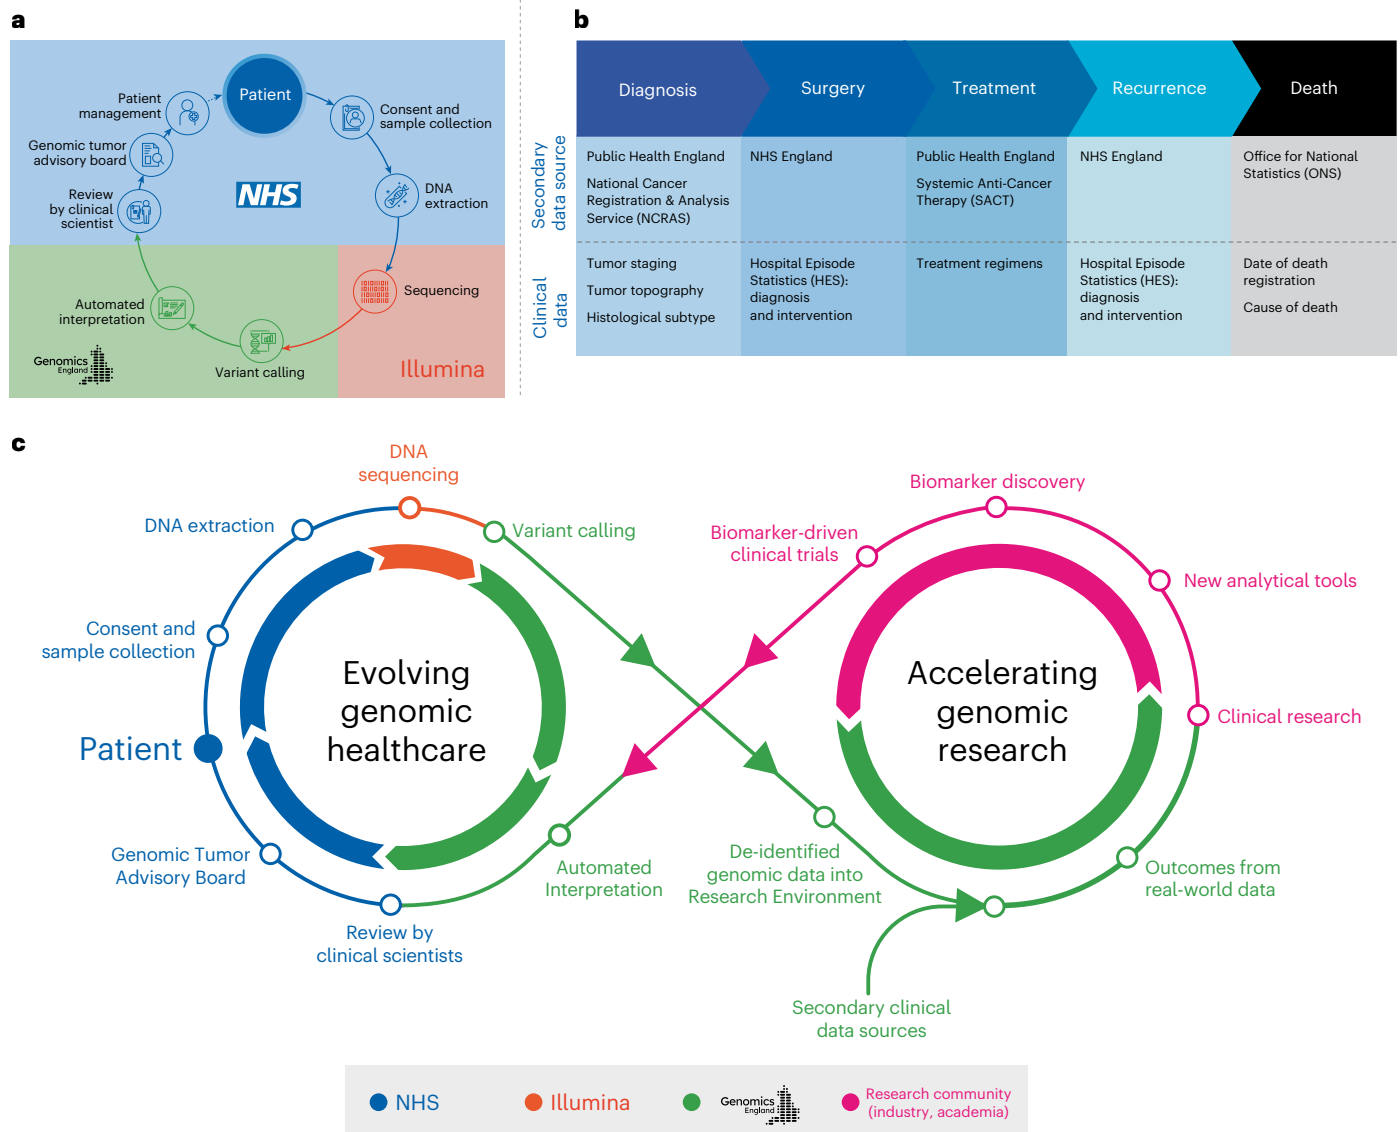 a
Patient
Patient
management
Consent and
sample collection
Genomic tumor
advisory board
NHS
DNA
extraction
Review
by clinical
scientist
Sequencing
Automated
interpretation
Variant calling
Genomics
England
Illumina
b
Diagnosis
Surgery
Treatment
Recurrence
Death
Secondary
data source
Public Health England
National Cancer
Registration & Analysis
Service (NCRAS)
NHS England
Public Health England
Systemic Anti-Cancer
Therapy (SACT)
NHS England
Office for National
Statistics (ONS)
Clinical
data
Tumor staging
Tumor topography
Histological subtype
Hospital Episode
Statistics (HES):
diagnosis
and intervention
Treatment regimens
Hospital Episode
Statistics (HES):
diagnosis
and intervention
Date of death
registration
Cause of death
c
DNA
sequencing
DNA extraction
Variant calling
Consent and
sample collection
Evolving
genomic
healthcare
Patient
Genomic Tumor
Advisory Board
Review by
clinical scientists
Automated
Interpretation
Biomarker discovery
Biomarker-driven
clinical trials
New analytical tools
Accelerating
genomic
research
Clinical research
De-identified
genomic data into
Research Environment
Outcomes from
real-world data
Secondary clinical
data sources
NHS
Illumina
Genomics
England
Research community
(industry, academia)